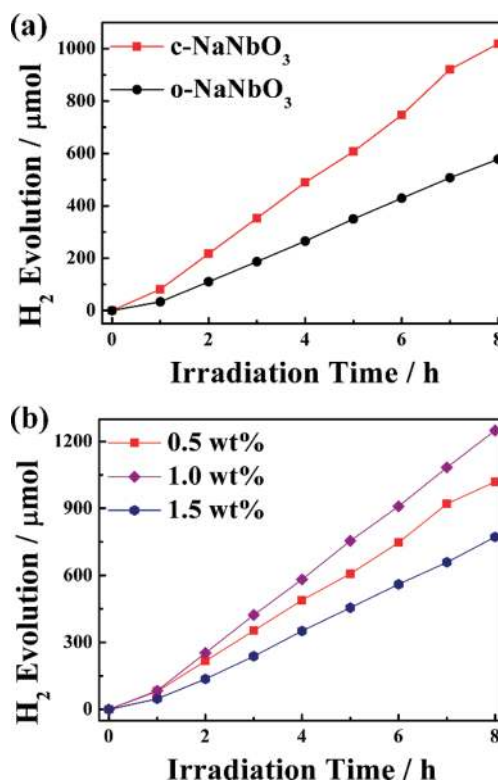 (a)
c-NaNbO₃
o-NaNbO₃
H₂ Evolution / μmol
1000
800
600
400
200
0
0 2 4 6 8
Irradiation Time / h
(b)
0.5 wt%
1.0 wt%
1.5 wt%
H₂ Evolution / μmol
1200
900
600
300
0
0 2 4 6 8
Irradiation Time / h